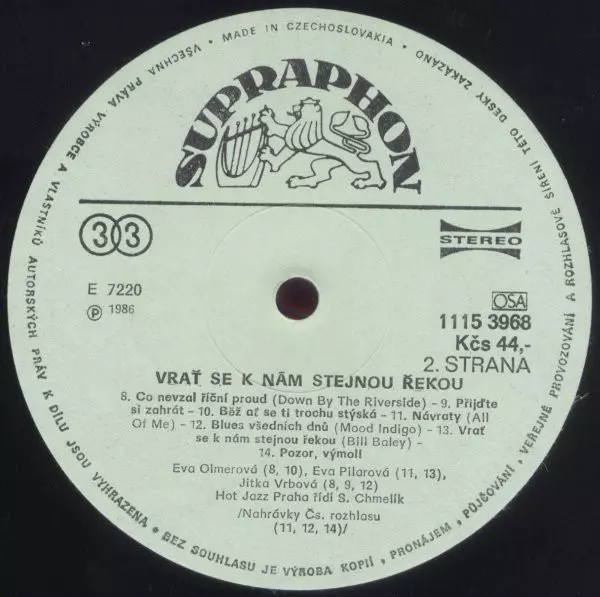 • VŠECHNA PRÁVA VÝROBCE A VLASTNÍKŮ AUTORSKÝCH PRÁV K DÍLU JSOU VYHRAZENA • BEZ SOUHLASU JE VÝROBA KOPIÍ, PRONÁJEM, PŮJČOVÁNÍ, VEŘEJNÉ PROVOZOVÁNÍ A ROZHLASOVÉ ŠÍŘENÍ TÉTO DESKY ZAKÁZÁNO
• MADE IN CZECHOSLOVAKIA •
SUPRAPHON
33
STEREO
E 7220
Ⓟ 1986
OSA
1115 3968
Kčs 44,-
2. STRANA
VRAŤ SE K NÁM STEJNOU ŘEKOU
8. Co nevzal říční proud (Down By The Riverside) – 9. Přijďte
si zahrát – 10. Běž ať se ti trochu stýská – 11. Návraty (All
Of Me) – 12. Blues všedních dnů (Mood Indigo) – 13. Vrať
se k nám stejnou řekou (Bill Baley) –
14. Pozor, výmol!
Eva Olmerová (8, 10), Eva Pilarová (11, 13),
Jitka Vrbová (8, 9, 12)
Hot Jazz Praha řídí S. Chmelík
/Nahrávky Čs. rozhlasu
(11, 12, 14)/